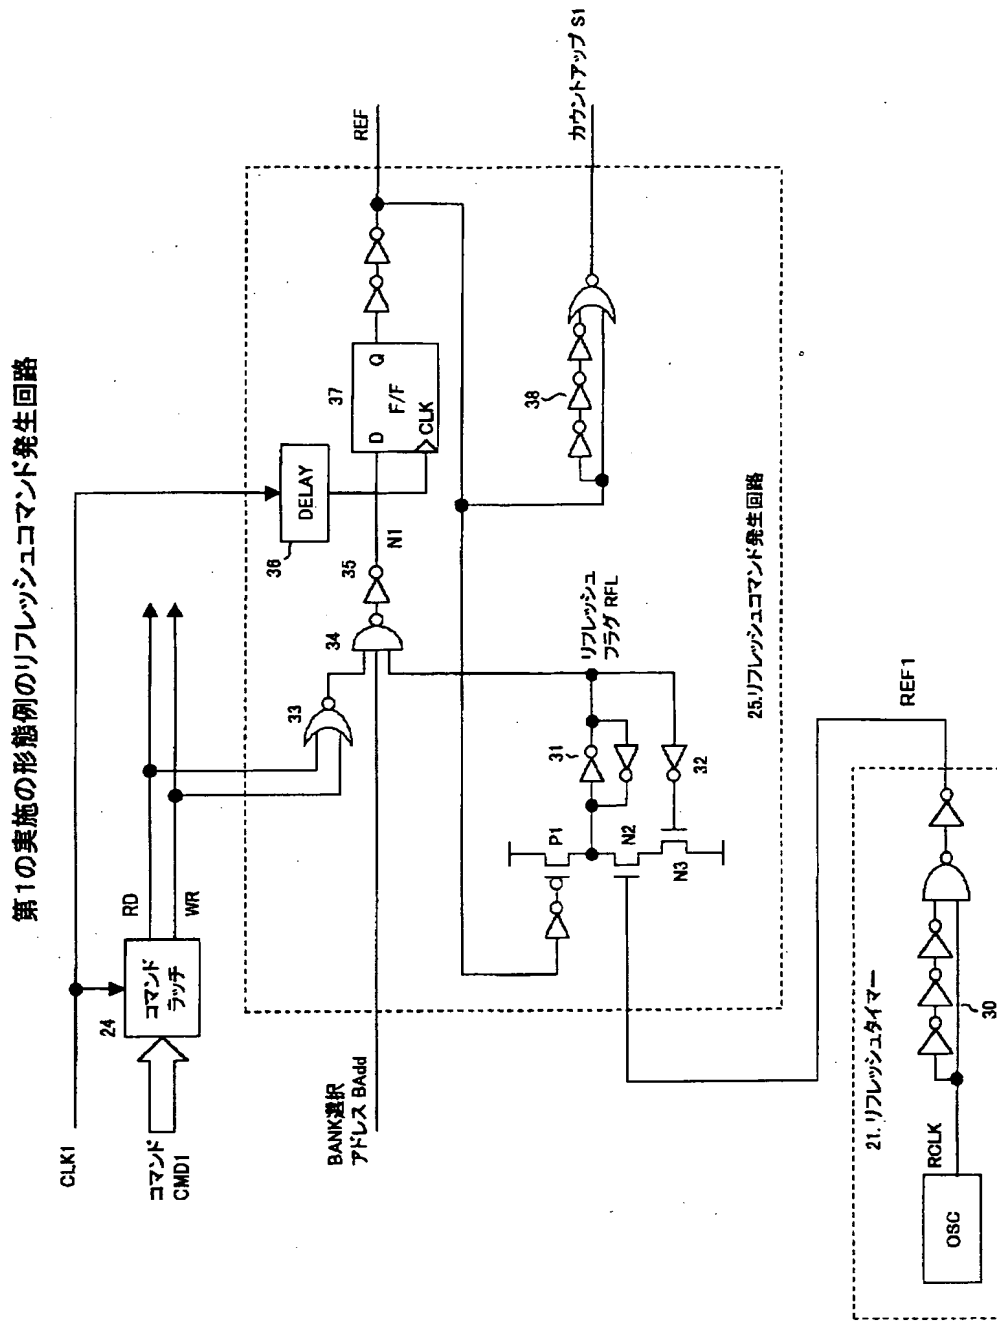 第1の実施の形態例のリフレッシュコマンド発生回路
CLK1
コマンド
CMD1
24
コマンド
ラッチ
RD
WR
BANK選択
アドレス BAdd
33
34
35
N1
36
DELAY
37
D
Q
F/F
CLK
REF
38
カウントアップ S1
P1
N2
N3
31
32
リフレッシュ
フラグ RFL
25.リフレッシュコマンド発生回路
REF1
21. リフレッシュタイマー
OSC
RCLK
30